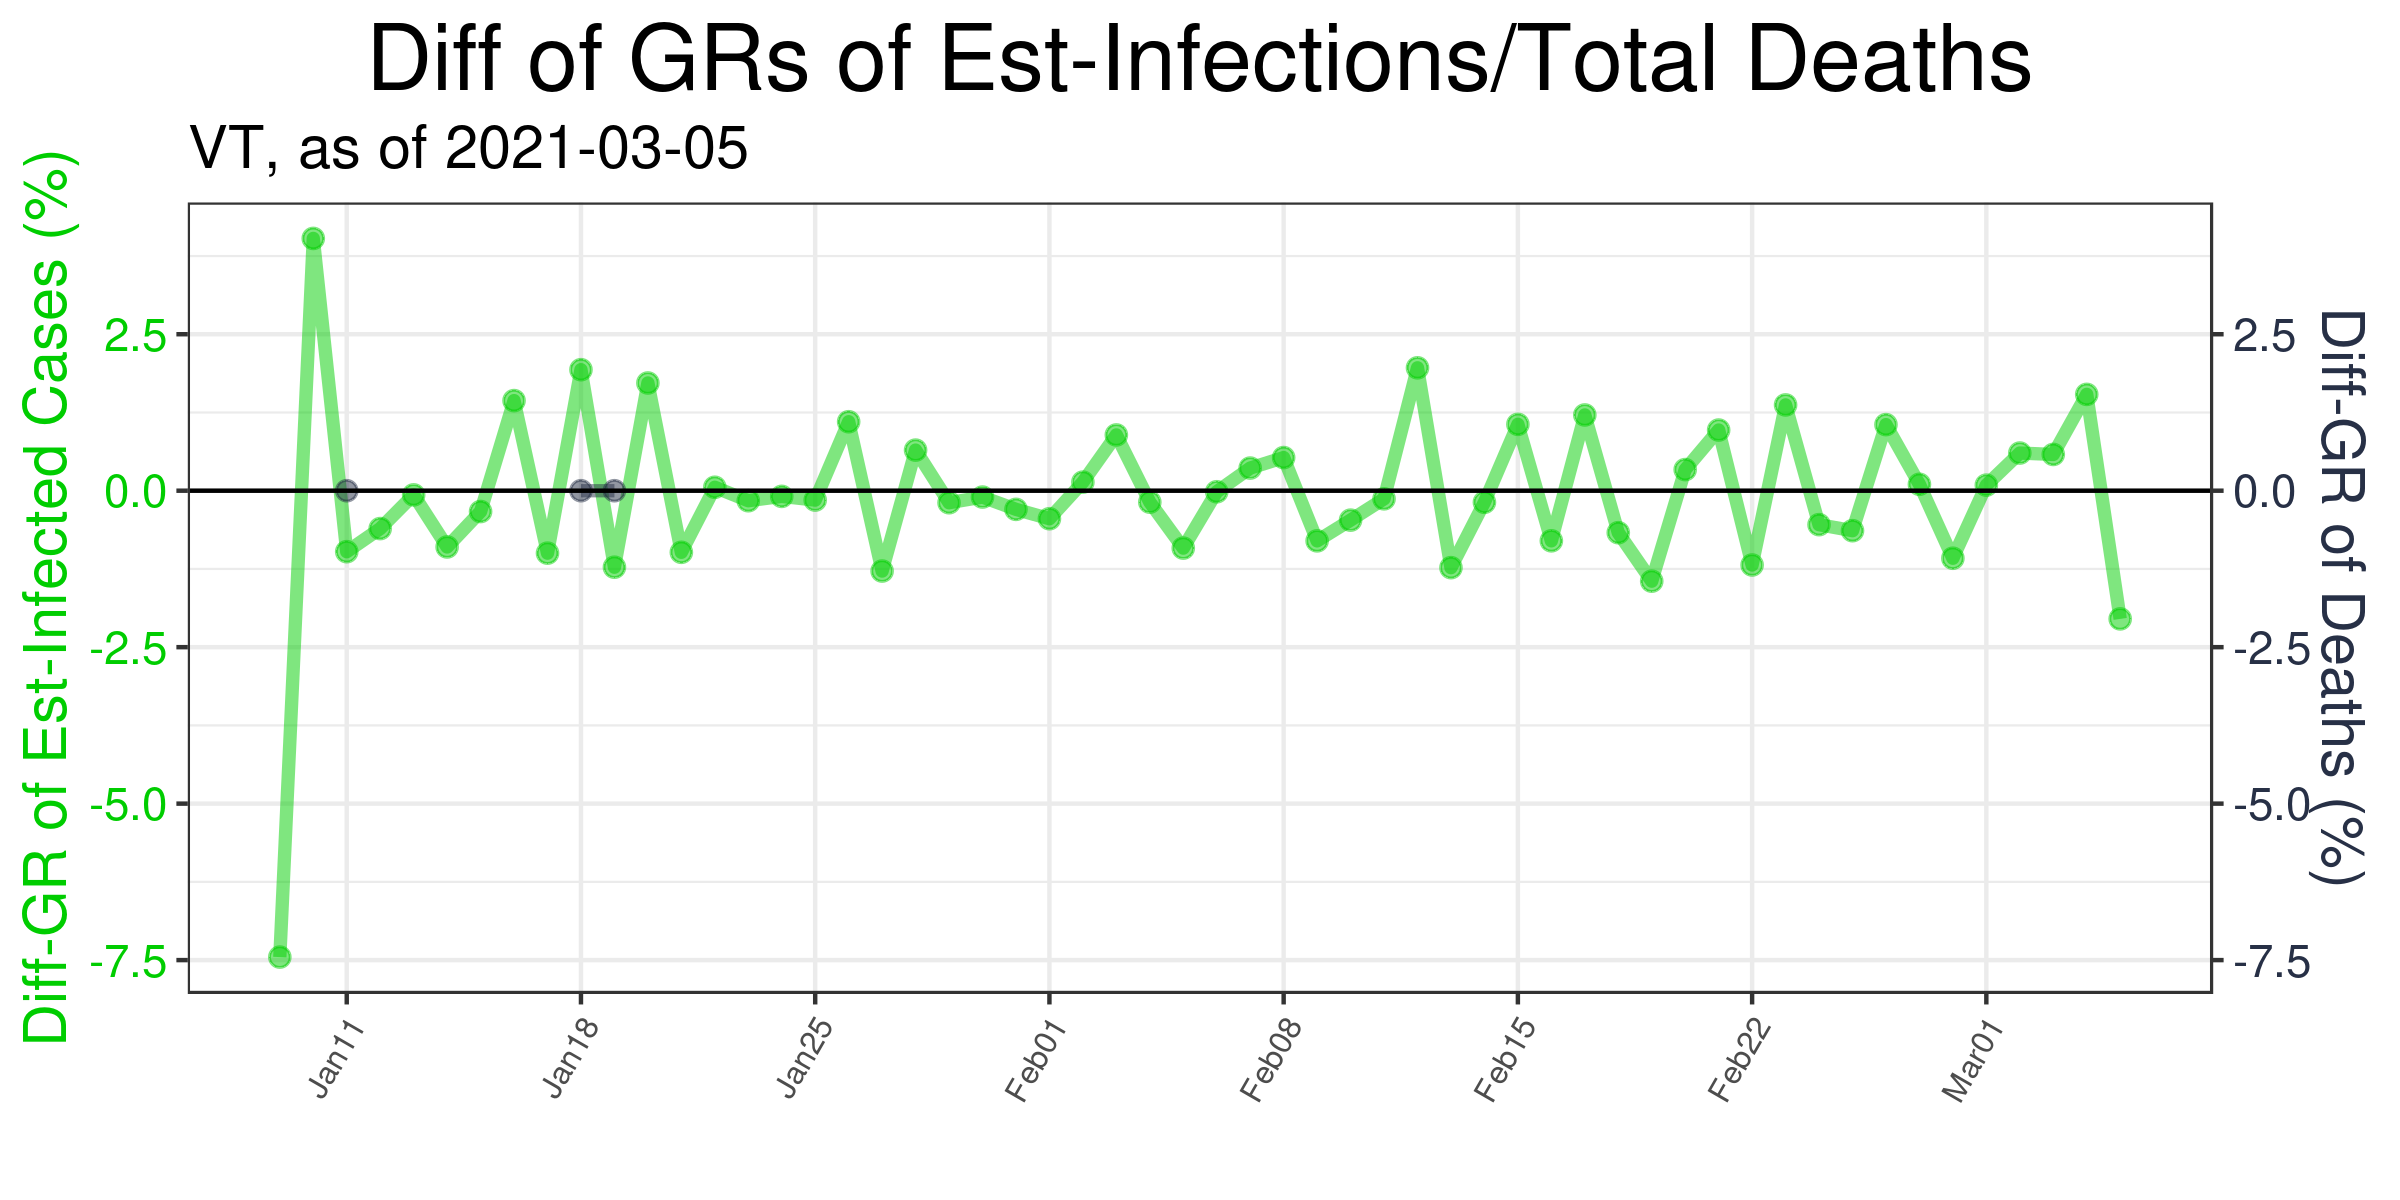 Diff of GRs of Est-Infections/Total Deaths
VT, as of 2021-03-05
Diff-GR of Est-Infected Cases (%)
2.5
0.0
-2.5
-5.0
-7.5
2.5
0.0
-2.5
-5.0
-7.5
Diff-GR of Deaths (%)
Jan11
Jan18
Jan25
Feb01
Feb08
Feb15
Feb22
Mar01